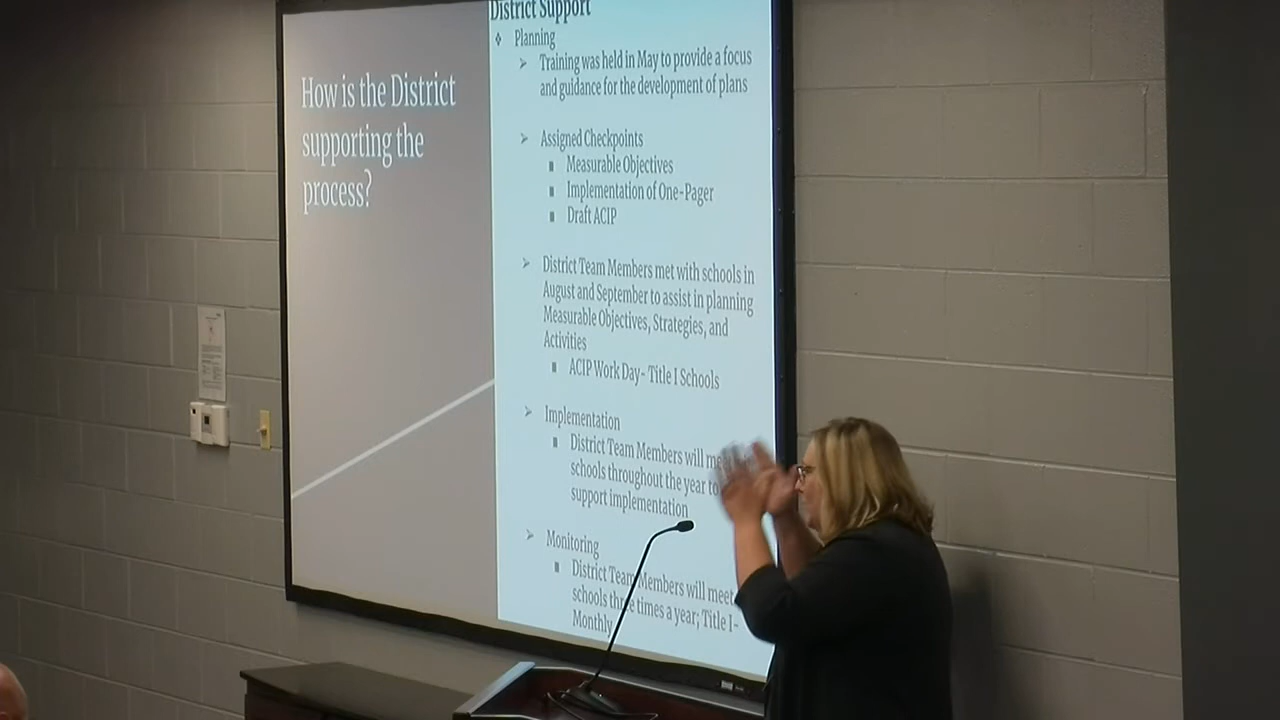 How is the District
supporting the
process?
District Support
Planning
Training was held in May to provide a focus
and guidance for the development of plans
Assigned Checkpoints
Measurable Objectives
Implementation of One-Pager
Draft ACIP
District Team Members met with schools in
August and September to assist in planning
Measurable Objectives, Strategies, and
Activities
ACIP Work Day- Title I Schools
Implementation
District Team Members will
schools throughout the year to
support implementation
Monitoring
District Team Members will meet
schools three times a year; Title I-
Monthly